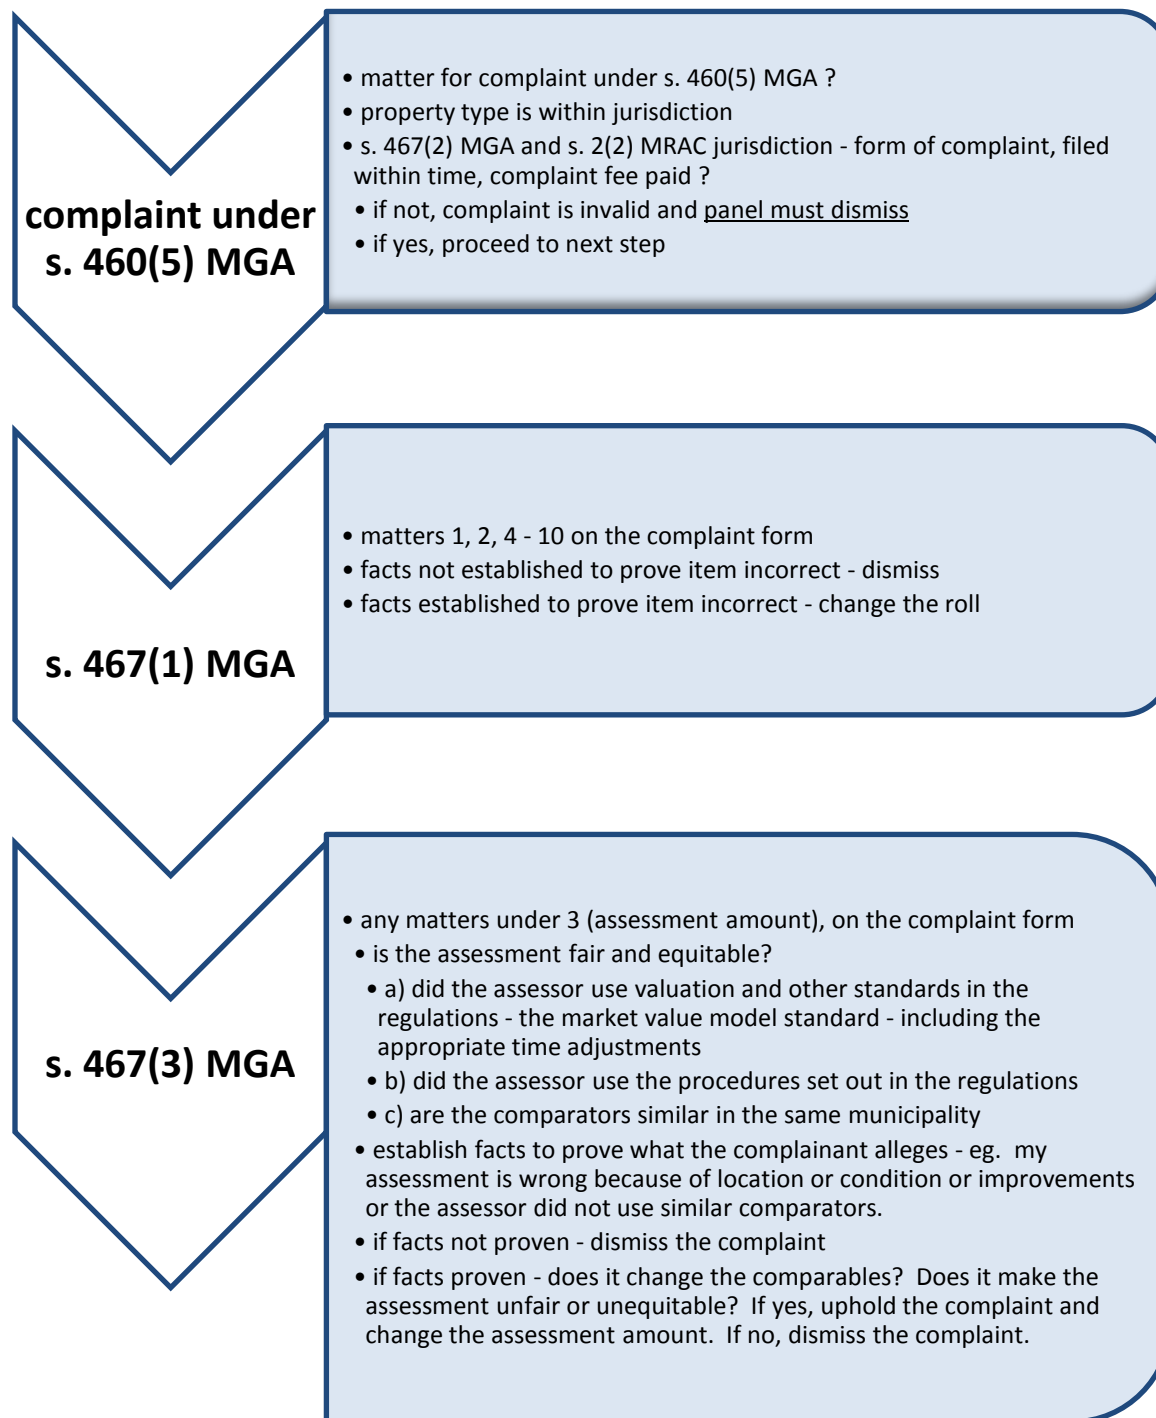 complaint under
s. 460(5) MGA
• matter for complaint under s. 460(5) MGA ?
• property type is within jurisdiction
• s. 467(2) MGA and s. 2(2) MRAC jurisdiction - form of complaint, filed
within time, complaint fee paid ?
• if not, complaint is invalid and panel must dismiss
• if yes, proceed to next step
s. 467(1) MGA
• matters 1, 2, 4 - 10 on the complaint form
• facts not established to prove item incorrect - dismiss
• facts established to prove item incorrect - change the roll
s. 467(3) MGA
• any matters under 3 (assessment amount), on the complaint form
• is the assessment fair and equitable?
• a) did the assessor use valuation and other standards in the
regulations - the market value model standard - including the
appropriate time adjustments
• b) did the assessor use the procedures set out in the regulations
• c) are the comparators similar in the same municipality
• establish facts to prove what the complainant alleges - eg. my
assessment is wrong because of location or condition or improvements
or the assessor did not use similar comparators.
• if facts not proven - dismiss the complaint
• if facts proven - does it change the comparables? Does it make the
assessment unfair or unequitable? If yes, uphold the complaint and
change the assessment amount. If no, dismiss the complaint.